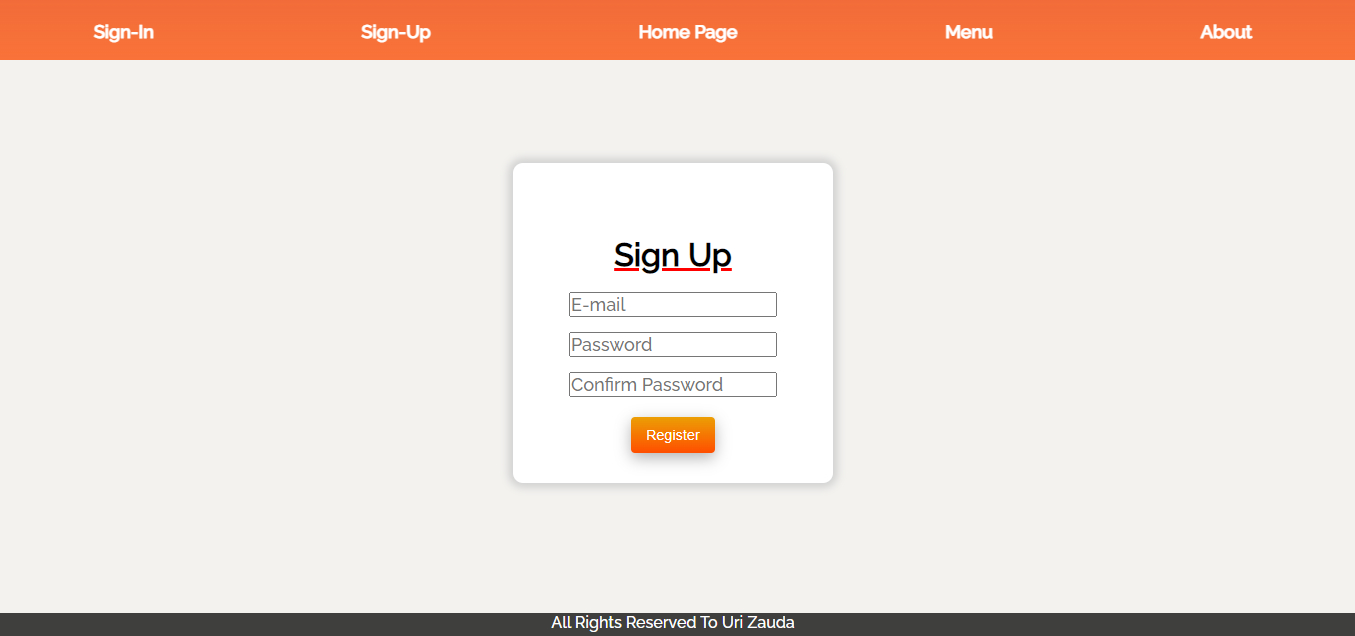 Sign-In Sign-Up Home Page Menu About
Sign Up
E-mail
Password
Confirm Password
Register
All Rights Reserved To Uri Zauda